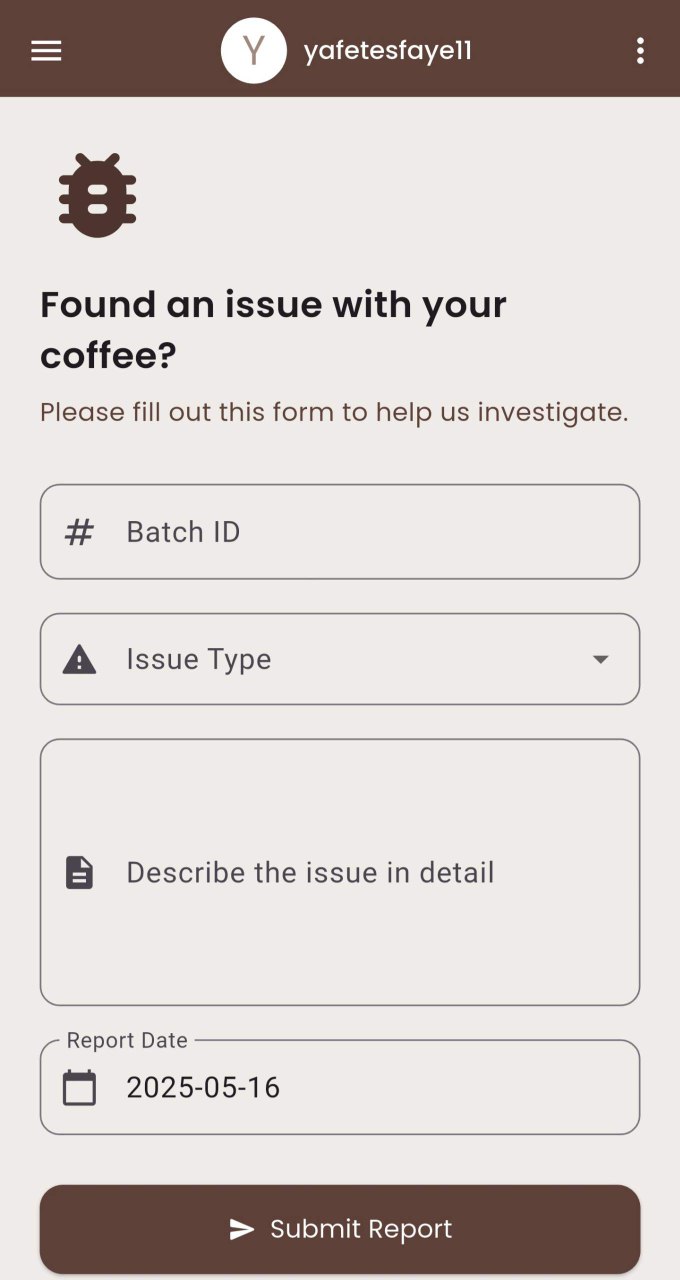 Y yafetesfaye11
Found an issue with your
coffee?
Please fill out this form to help us investigate.
# Batch ID
Issue Type
Describe the issue in detail
Report Date
2025-05-16
Submit Report